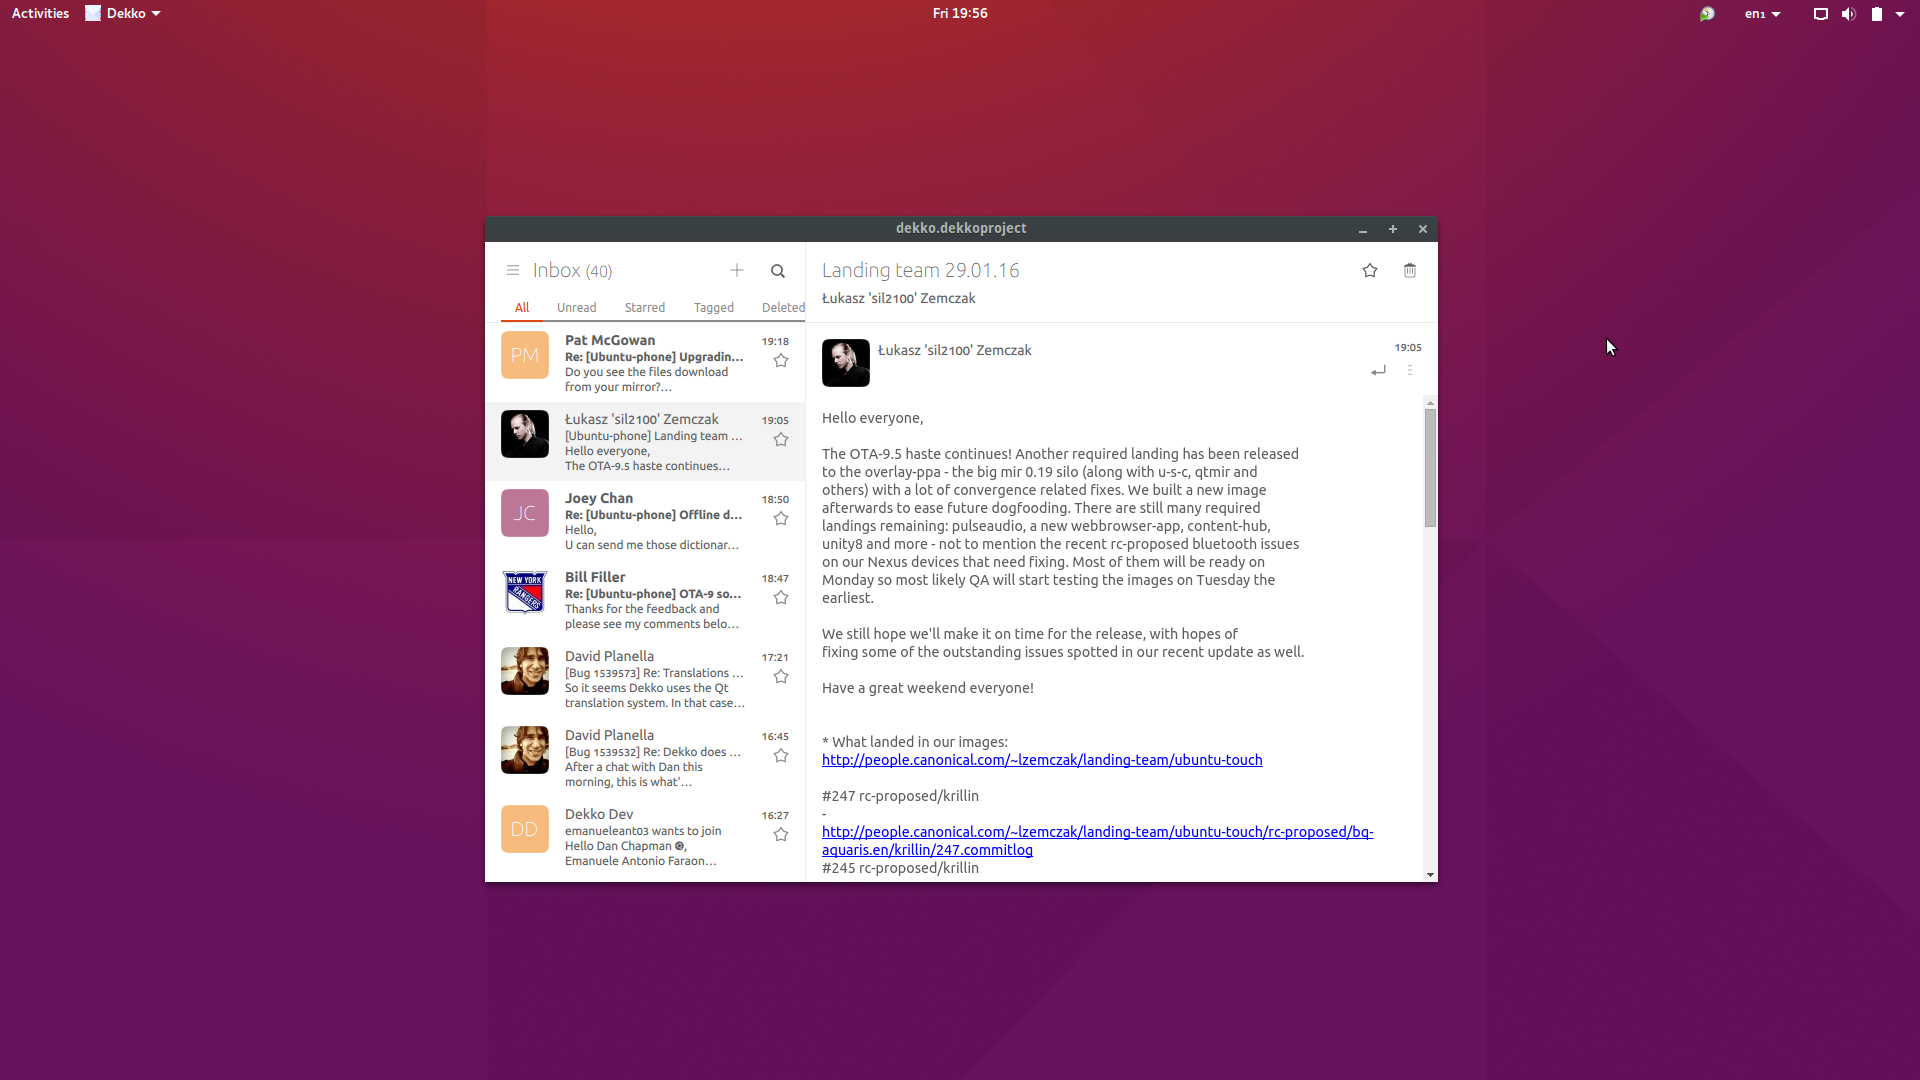 Activities
Dekko
Fri 19:56
en₁
dekko.dekkoproject
Inbox (40)
All
Unread
Starred
Tagged
Deleted
PM
Pat McGowan
19:18
Re: [Ubuntu-phone] Upgradin...
Do you see the files download
from your mirror?...
Łukasz 'sil2100' Zemczak
19:05
[Ubuntu-phone] Landing team ...
Hello everyone,
The OTA-9.5 haste continues...
JC
Joey Chan
18:50
Re: [Ubuntu-phone] Offline d...
Hello,
U can send me those dictionar...
NEW YORK
RANGERS
Bill Filler
18:47
Re: [Ubuntu-phone] OTA-9 so...
Thanks for the feedback and
please see my comments belo...
David Planella
17:21
[Bug 1539573] Re: Translations ...
So it seems Dekko uses the Qt
translation system. In that case...
David Planella
16:45
[Bug 1539532] Re: Dekko does ...
After a chat with Dan this
morning, this is what'...
DD
Dekko Dev
16:27
emanueleant03 wants to join
Hello Dan Chapman ,
Emanuele Antonio Faraon...
Landing team 29.01.16
Łukasz 'sil2100' Zemczak
Łukasz 'sil2100' Zemczak
19:05
Hello everyone,
The OTA-9.5 haste continues! Another required landing has been released
to the overlay-ppa - the big mir 0.19 silo (along with u-s-c, qtmir and
others) with a lot of convergence related fixes. We built a new image
afterwards to ease future dogfooding. There are still many required
landings remaining: pulseaudio, a new webbrowser-app, content-hub,
unity8 and more - not to mention the recent rc-proposed bluetooth issues
on our Nexus devices that need fixing. Most of them will be ready on
Monday so most likely QA will start testing the images on Tuesday the
earliest.
We still hope we'll make it on time for the release, with hopes of
fixing some of the outstanding issues spotted in our recent update as well.
Have a great weekend everyone!
* What landed in our images:
http://people.canonical.com/~lzemczak/landing-team/ubuntu-touch
#247 rc-proposed/krillin
-
http://people.canonical.com/~lzemczak/landing-team/ubuntu-touch/rc-proposed/bq-
aquaris.en/krillin/247.commitlog
#245 rc-proposed/krillin